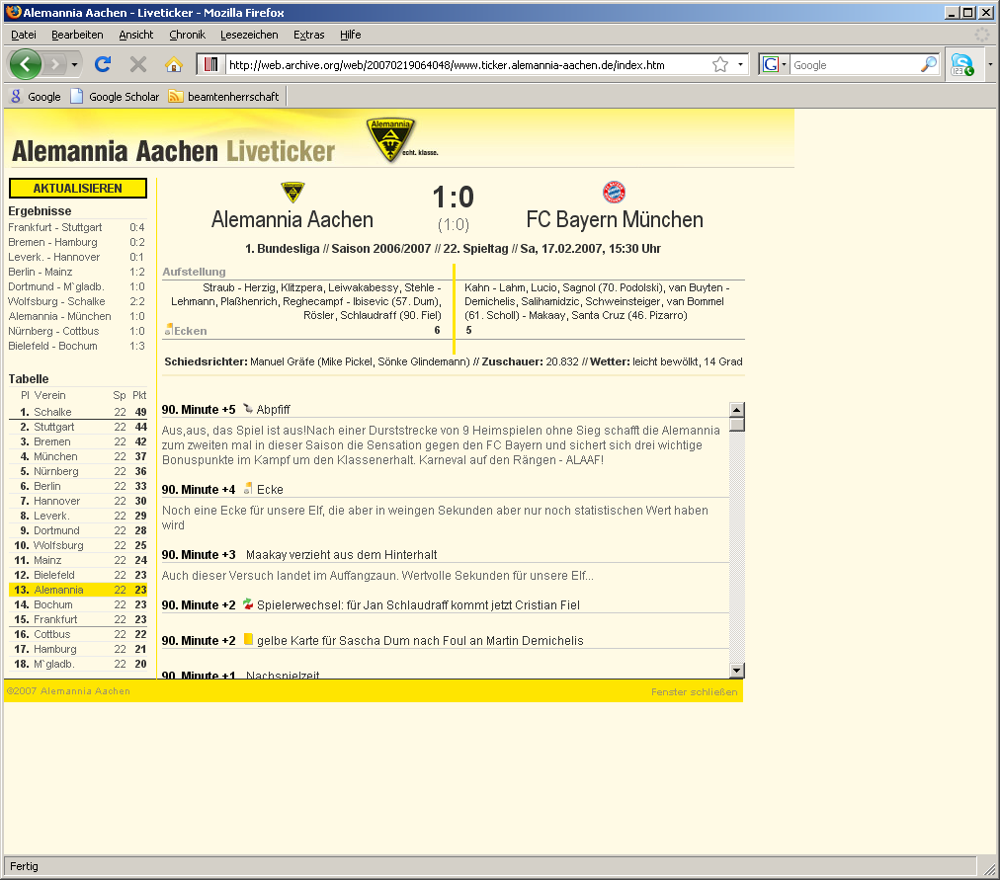 Alemannia Aachen - Liveticker - Mozilla Firefox
Datei Bearbeiten Ansicht Chronik Lesezeichen Extras Hilfe
http://web.archive.org/web/20070219064048/www.ticker.alemannia-aachen.de/index.htm
G Google
123
Google Google Scholar beamtenherrschaft
Alemannia Aachen Liveticker
Alemannia
echt. klasse.
AKTUALISIEREN
Ergebnisse
Frankfurt - Stuttgart 0:4
Bremen - Hamburg 0:2
Leverk. - Hannover 0:1
Berlin - Mainz 1:2
Dortmund - M`gladb. 1:0
Wolfsburg - Schalke 2:2
Alemannia - München 1:0
Nürnberg - Cottbus 1:0
Bielefeld - Bochum 1:3
Tabelle
Pl Verein Sp Pkt
1. Schalke 22 49
2. Stuttgart 22 44
3. Bremen 22 42
4. München 22 37
5. Nürnberg 22 36
6. Berlin 22 33
7. Hannover 22 30
8. Leverk. 22 29
9. Dortmund 22 28
10. Wolfsburg 22 25
11. Mainz 22 24
12. Bielefeld 22 23
13. Alemannia 22 23
14. Bochum 22 23
15. Frankfurt 22 23
16. Cottbus 22 22
17. Hamburg 22 21
18. M`gladb. 22 20
Alemannia Aachen 1:0 FC Bayern München
(1:0)
1. Bundesliga // Saison 2006/2007 // 22. Spieltag // Sa, 17.02.2007, 15:30 Uhr
Aufstellung
Straub - Herzig, Klitzpera, Leiwakabessy, Stehle -
Lehmann, Plaßhenrich, Reghecampf - Ibisevic (57. Dum),
Rösler, Schlaudraff (90. Fiel)
Kahn - Lahm, Lucio, Sagnol (70. Podolski), van Buyten -
Demichelis, Salihamidzic, Schweinsteiger, van Bommel
(61. Scholl) - Makaay, Santa Cruz (46. Pizarro)
Ecken 6 5
Schiedsrichter: Manuel Gräfe (Mike Pickel, Sönke Glindemann) // Zuschauer: 20.832 // Wetter: leicht bewölkt, 14 Grad
90. Minute +5 Abpfiff
Aus,aus, das Spiel ist aus!Nach einer Durststrecke von 9 Heimspielen ohne Sieg schafft die Alemannia
zum zweiten mal in dieser Saison die Sensation gegen den FC Bayern und sichert sich drei wichtige
Bonuspunkte im Kampf um den Klassenerhalt. Karneval auf den Rängen - ALAAF!
90. Minute +4 Ecke
Noch eine Ecke für unsere Elf, die aber in weingen Sekunden aber nur noch statistischen Wert haben
wird
90. Minute +3 Maakay verzieht aus dem Hinterhalt
Auch dieser Versuch landet im Auffangzaun. Wertvolle Sekunden für unsere Elf...
90. Minute +2 Spielerwechsel: für Jan Schlaudraff kommt jetzt Cristian Fiel
90. Minute +2 gelbe Karte für Sascha Dum nach Foul an Martin Demichelis
90. Minute +1 Nachspielzeit
©2007 Alemannia Aachen Fenster schließen
Fertig